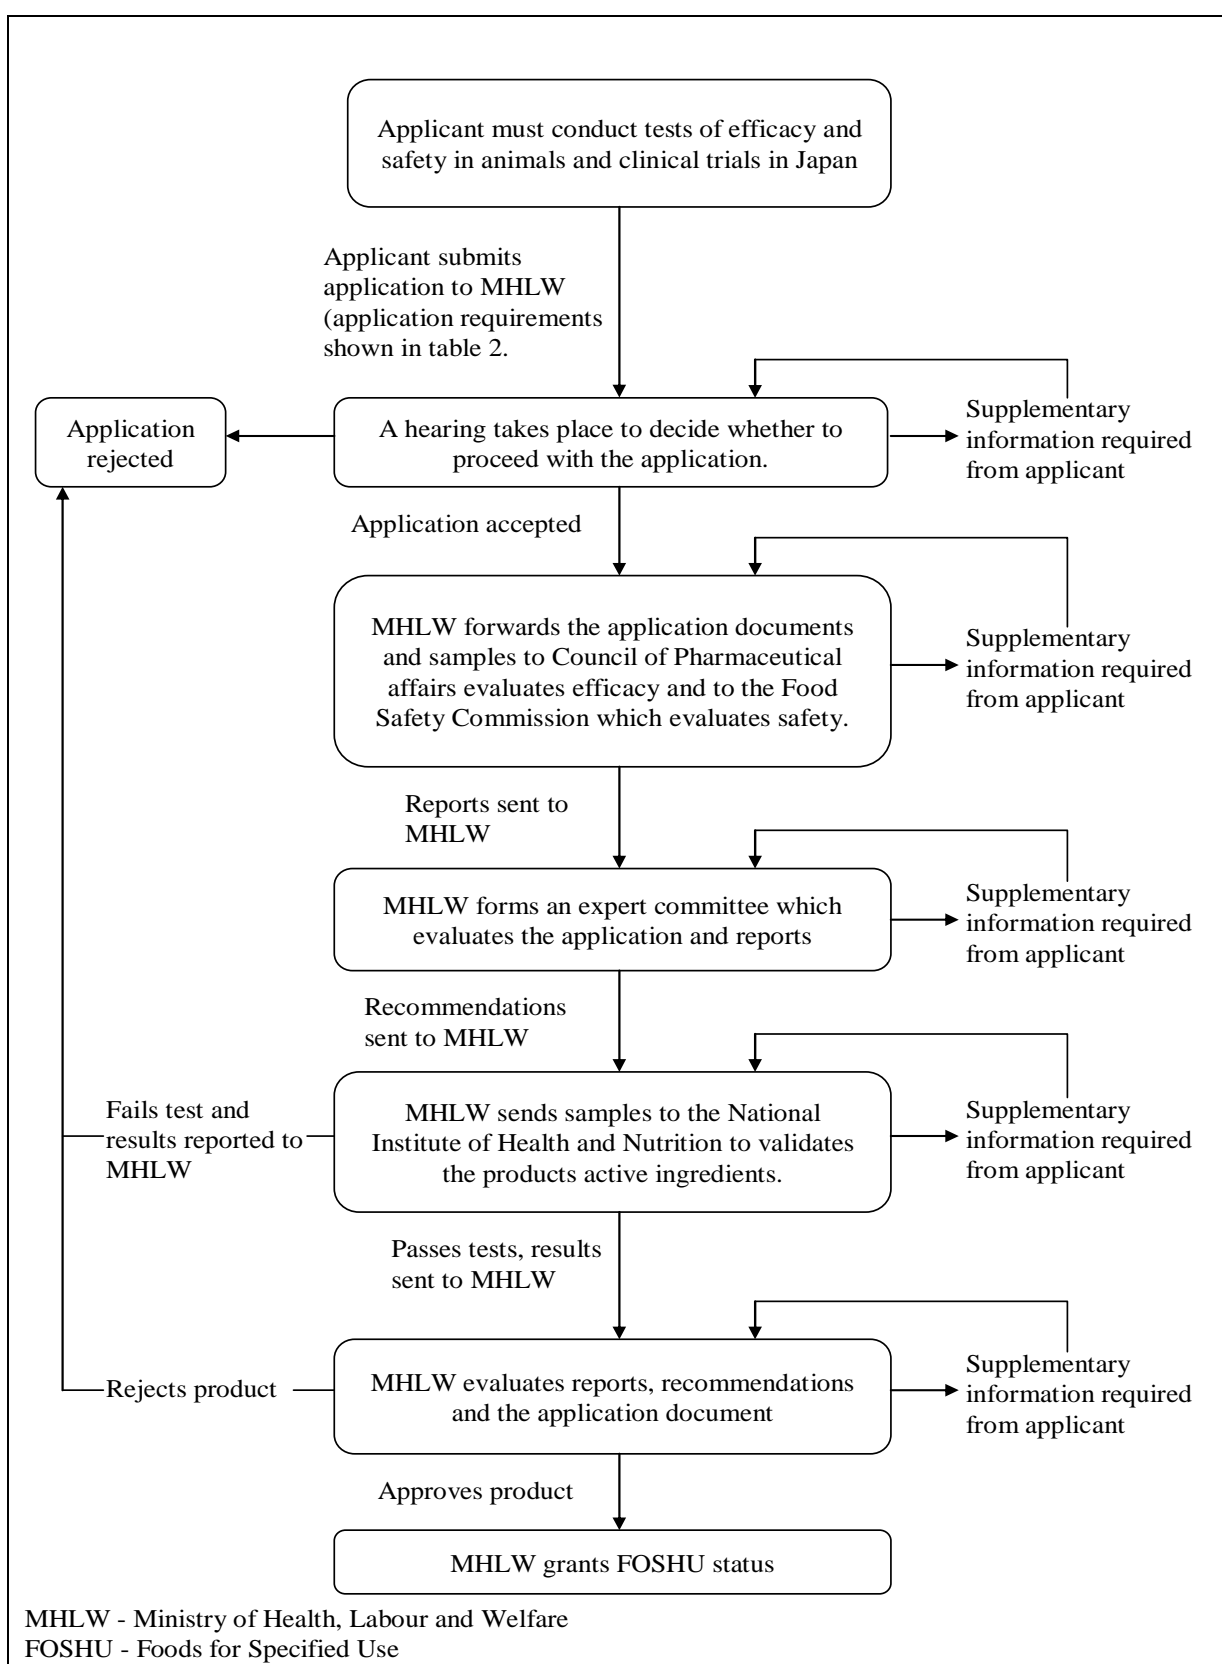 Applicant must conduct tests of efficacy and
safety in animals and clinical trials in Japan
Applicant submits
application to MHLW
(application requirements
shown in table 2.
Application
rejected
A hearing takes place to decide whether to
proceed with the application.
Supplementary
information required
from applicant
Application accepted
MHLW forwards the application documents
and samples to Council of Pharmaceutical
affairs evaluates efficacy and to the Food
Safety Commission which evaluates safety.
Supplementary
information required
from applicant
Reports sent to
MHLW
MHLW forms an expert committee which
evaluates the application and reports
Supplementary
information required
from applicant
Recommendations
sent to MHLW
Fails test and
results reported to
MHLW
MHLW sends samples to the National
Institute of Health and Nutrition to validates
the products active ingredients.
Supplementary
information required
from applicant
Passes tests, results
sent to MHLW
Rejects product
MHLW evaluates reports, recommendations
and the application document
Supplementary
information required
from applicant
Approves product
MHLW grants FOSHU status
MHLW - Ministry of Health, Labour and Welfare
FOSHU - Foods for Specified Use